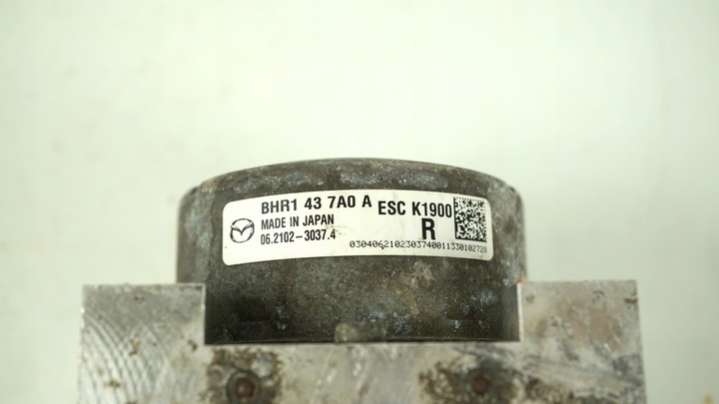 BHR1 43 7A0 A ESC K1900
MADE IN JAPAN R
06.2102-3037.4
0304062102303740011330102728